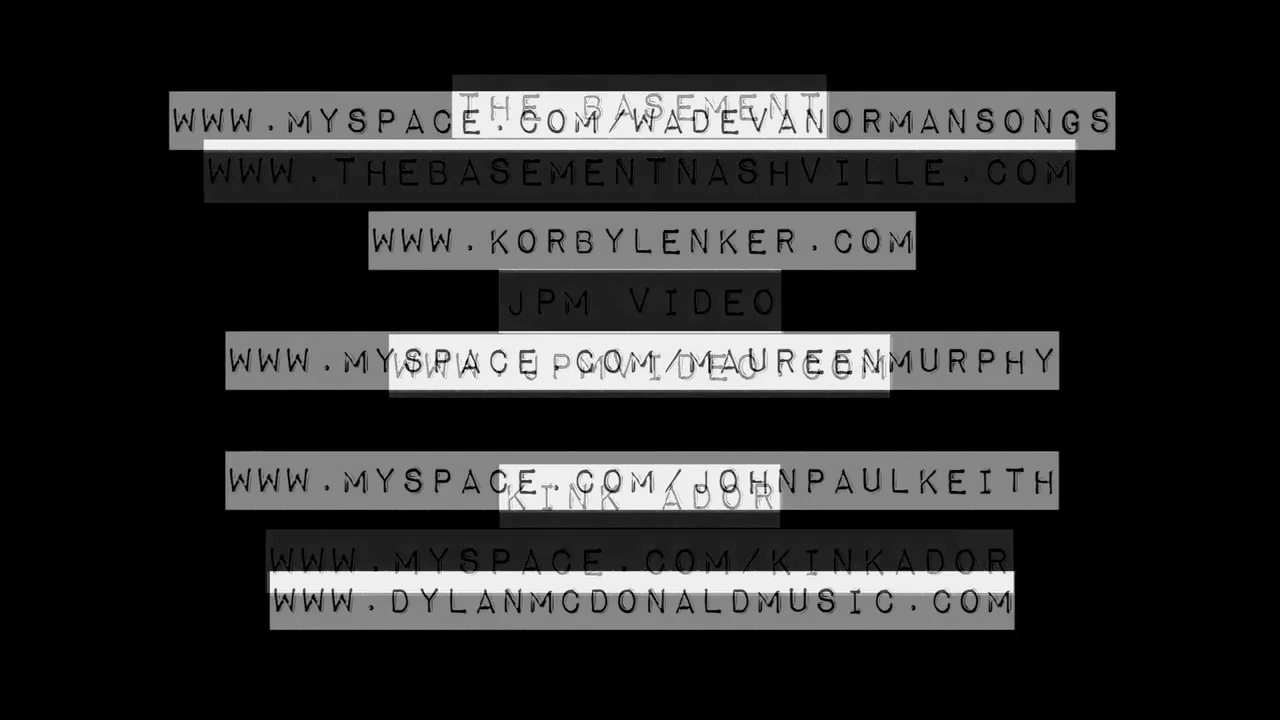 THE BASEMENT
WWW.MYSPACE.COM/WADEVANORMANSONGS
WWW.THEBASEMENTNASHVILLE.COM
WWW.KORBYLENKER.COM
JPM VIDEO
WWW.MYSPACE.COM/MAUREENMURPHY
WWW.JPMVIDEO.COM
WWW.MYSPACE.COM/JOHNPAULKEITH
KINK ADOR
WWW.MYSPACE.COM/KINKADOR
WWW.DYLANMCDONALDMUSIC.COM